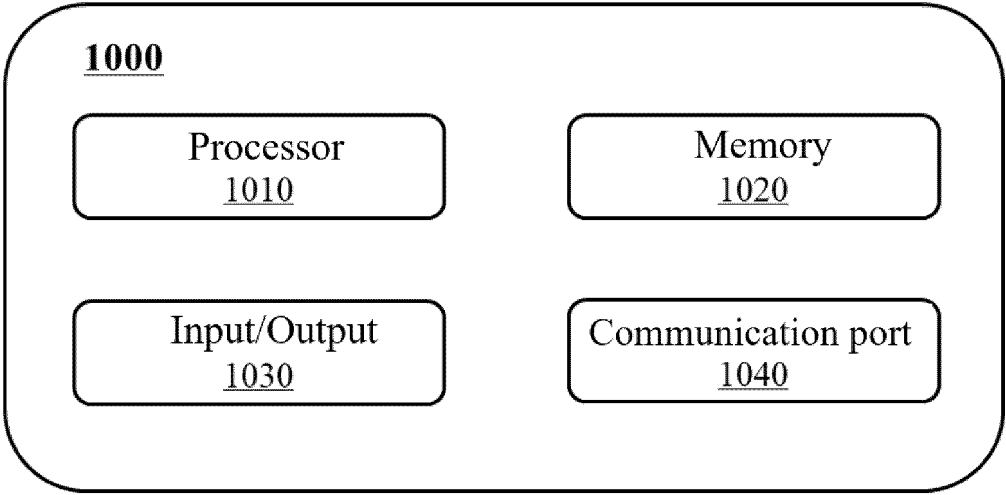 1000
Processor
1010
Memory
1020
Input/Output
1030
Communication port
1040